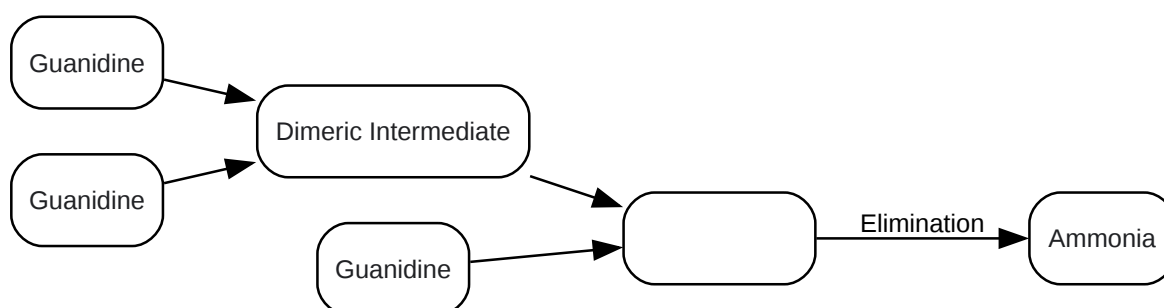 Guanidine
Dimeric Intermediate
Guanidine
Elimination
Ammonia
Guanidine